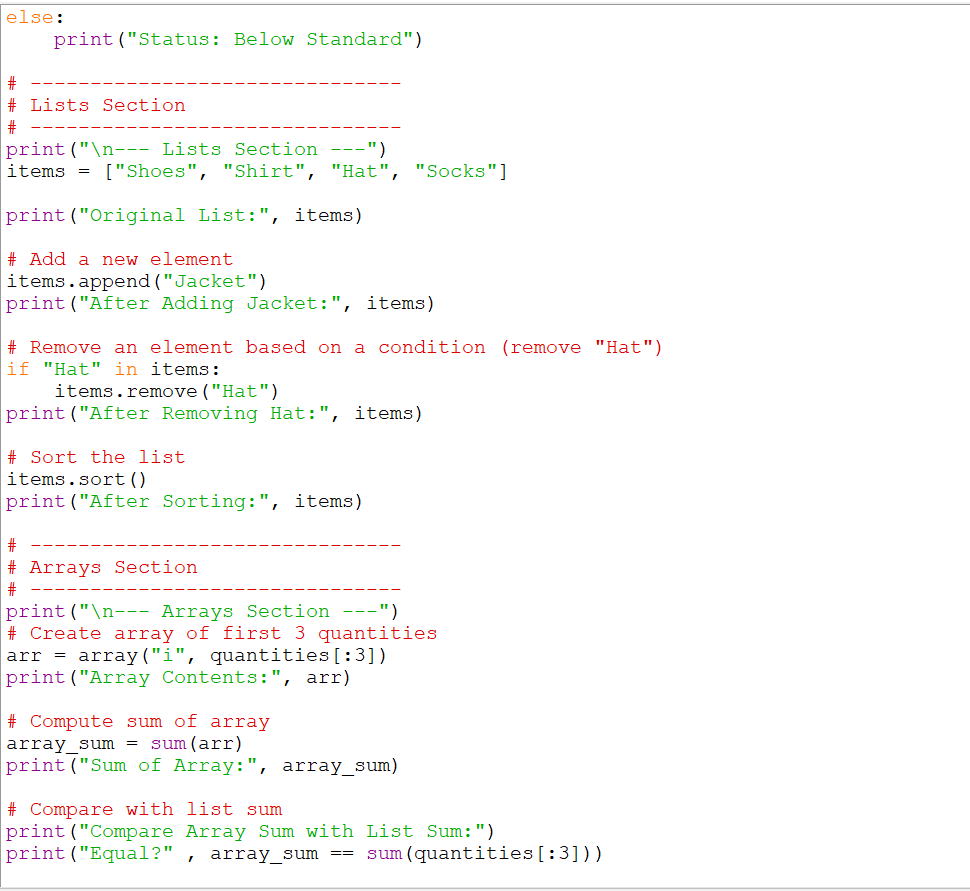 else:
    print("Status: Below Standard")
# -------------------------------
# Lists Section
# -------------------------------
print("\n--- Lists Section ---")
items = ["Shoes", "Shirt", "Hat", "Socks"]
print("Original List:", items)
# Add a new element
items.append("Jacket")
print("After Adding Jacket:", items)
# Remove an element based on a condition (remove "Hat")
if "Hat" in items:
    items.remove("Hat")
print("After Removing Hat:", items)
# Sort the list
items.sort()
print("After Sorting:", items)
# -------------------------------
# Arrays Section
# -------------------------------
print("\n--- Arrays Section ---")
# Create array of first 3 quantities
arr = array("i", quantities[:3])
print("Array Contents:", arr)
# Compute sum of array
array_sum = sum(arr)
print("Sum of Array:", array_sum)
# Compare with list sum
print("Compare Array Sum with List Sum:")
print("Equal?" , array_sum == sum(quantities[:3]))